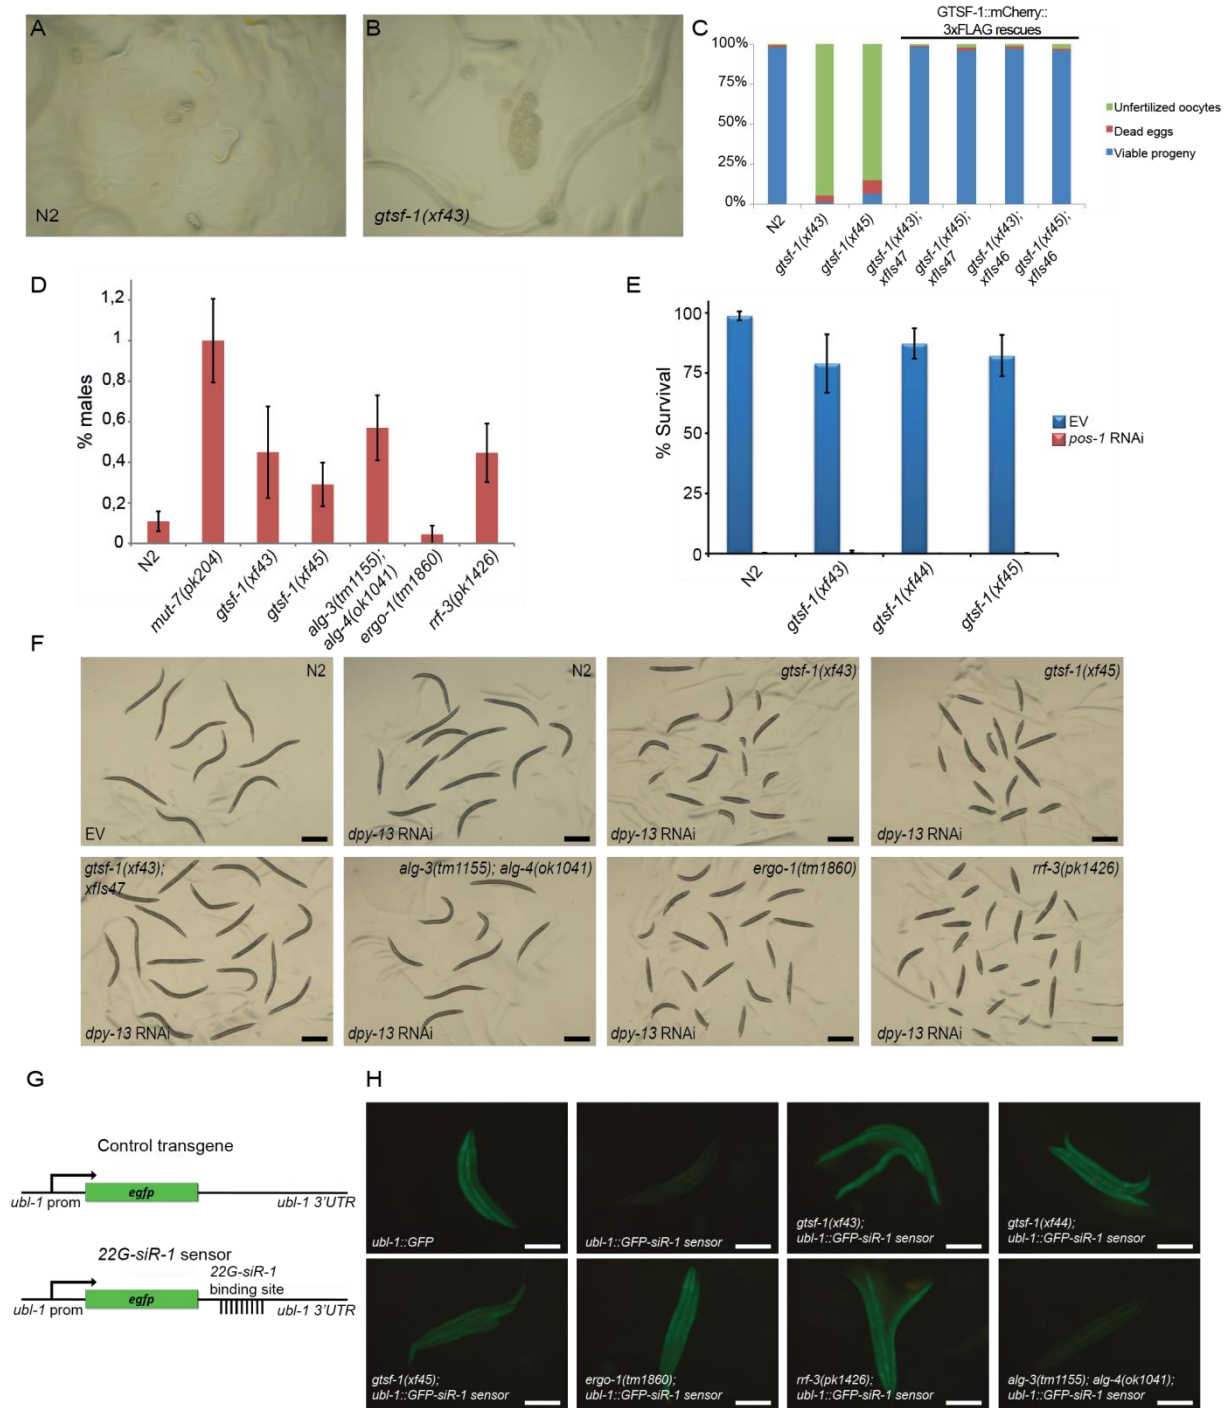 A
N2
B
gtsf-1(xf43)
C
GTSF-1::mCherry::
3xFLAG rescues
100%
75%
50%
25%
0%
Unfertilized oocytes
Dead eggs
Viable progeny
N2
gtsf-1(xf43)
gtsf-1(xf45)
gtsf-1(xf43);
xfIs47
gtsf-1(xf45);
xfIs47
gtsf-1(xf43);
xfIs46
gtsf-1(xf45);
xfIs46
D
% males
1,2
1
0,8
0,6
0,4
0,2
0
N2
mut-7(pk204)
gtsf-1(xf43)
gtsf-1(xf45)
alg-3(tm1155);
alg-4(ok1041)
ergo-1(tm1860)
rrf-3(pk1426)
E
% Survival
100
75
50
25
0
EV
pos-1 RNAi
N2
gtsf-1(xf43)
gtsf-1(xf44)
gtsf-1(xf45)
F
N2
EV
N2
dpy-13 RNAi
gtsf-1(xf43)
dpy-13 RNAi
gtsf-1(xf45)
dpy-13 RNAi
gtsf-1(xf43);
xfIs47
dpy-13 RNAi
alg-3(tm1155); alg-4(ok1041)
dpy-13 RNAi
ergo-1(tm1860)
dpy-13 RNAi
rrf-3(pk1426)
dpy-13 RNAi
G
Control transgene
ubl-1 prom
egfp
ubl-1 3'UTR
22G-siR-1 sensor
22G-siR-1
binding site
ubl-1 prom
egfp
ubl-1 3'UTR
H
ubl-1::GFP
ubl-1::GFP-siR-1 sensor
gtsf-1(xf43);
ubl-1::GFP-siR-1 sensor
gtsf-1(xf44);
ubl-1::GFP-siR-1 sensor
gtsf-1(xf45);
ubl-1::GFP-siR-1 sensor
ergo-1(tm1860);
ubl-1::GFP-siR-1 sensor
rrf-3(pk1426);
ubl-1::GFP-siR-1 sensor
alg-3(tm1155); alg-4(ok1041);
ubl-1::GFP-siR-1 sensor